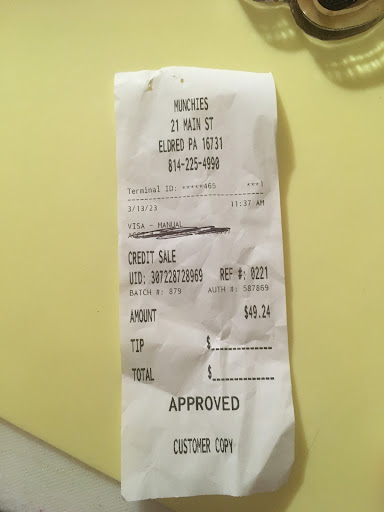 MUNCHIES
21 MAIN ST
ELDRED PA 16731
814-225-4990
Terminal ID: *****465 ***1
3/13/23 11:37 AM
VISA - MANUAL
CREDIT SALE
UID: 307228728969 REF #: 0221
BATCH #: 879 AUTH #: 587869
AMOUNT $49.24
TIP $
TOTAL $
APPROVED
CUSTOMER COPY